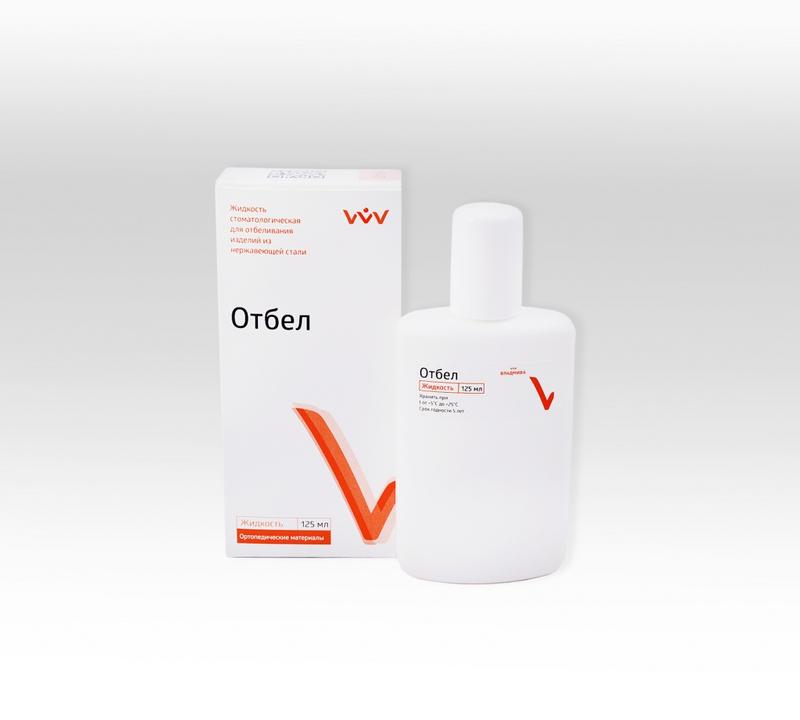 Жидкость
стоматологическая
для отбеливания
изделий из
нержавеющей стали
Отбел
Жидкость 125 мл
Ортопедические материалы
Отбел
Жидкость 125 мл
Хранить при
t от +5°С до +25°С
Срок годности 5 лет
ВЛАДМИВА